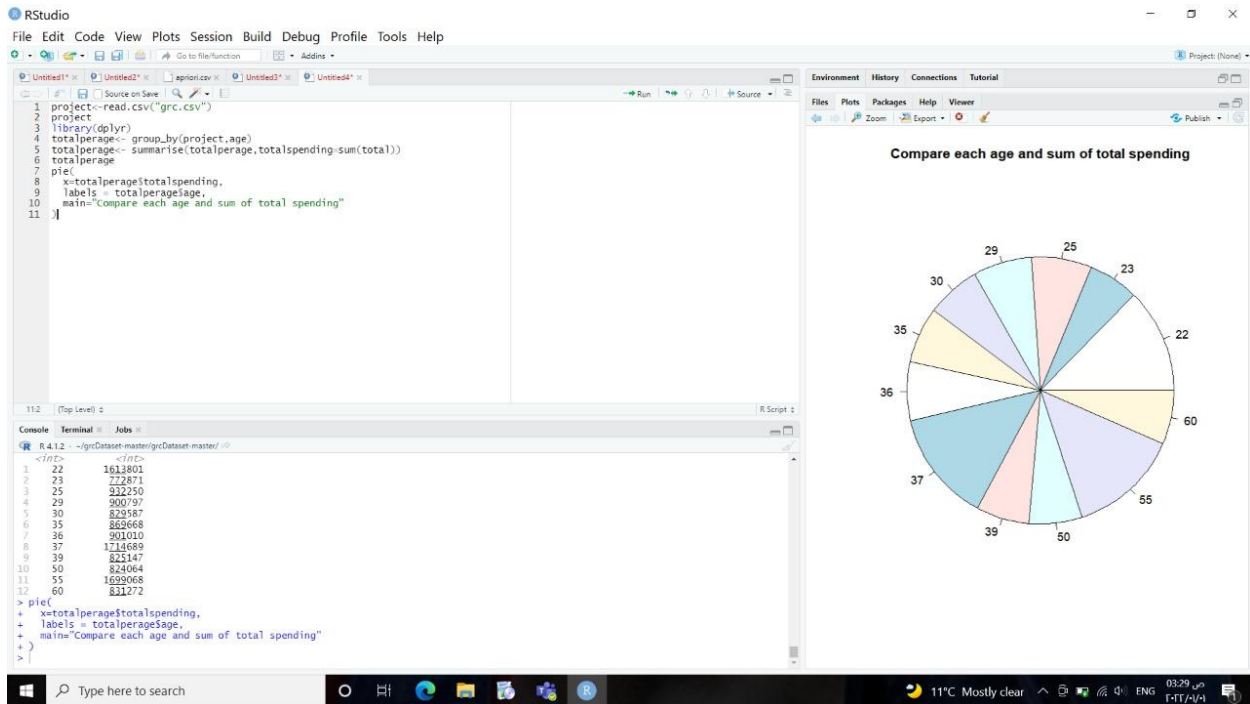 RStudio
File Edit Code View Plots Session Build Debug Profile Tools Help
Go to file/function Addins
Project: (None)
Untitled1* Untitled2* apriori.csv Untitled3* Untitled4*
Source on Save Run Source
1 project<-read.csv("grc.csv")
2 project
3 library(dplyr)
4 totalperage<- group_by(project,age)
5 totalperage<- summarise(totalperage,totalspending=sum(total))
6 totalperage
7 pie(
8 x=totalperage$totalspending,
9 labels = totalperage$age,
10 main="Compare each age and sum of total spending"
11 )
11:2 (Top Level) R Script
Console Terminal Jobs
R 4.1.2 · ~/grcDataset-master/grcDataset-master/
<int> <int>
1 22 1613801
2 23 772871
3 25 932250
4 29 900797
5 30 829587
6 35 869668
7 36 901010
8 37 1714689
9 39 825147
10 50 824064
11 55 1699068
12 60 831272
> pie(
+ x=totalperage$totalspending,
+ labels = totalperage$age,
+ main="Compare each age and sum of total spending"
+ )
>
Environment History Connections Tutorial
Files Plots Packages Help Viewer
Zoom Export Publish
Compare each age and sum of total spending
29
25
23
30
35
22
36
60
37
55
39
50
Type here to search
11°C Mostly clear ENG
03:29 ص